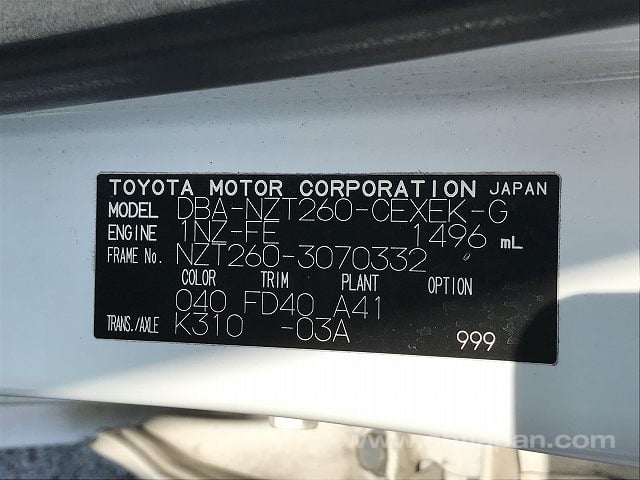 TOYOTA MOTOR CORPORATION JAPAN
MODEL DBA-NZT260-CEXEK-G
ENGINE 1NZ-FE 1496 mL
FRAME No. NZT260-3070332
COLOR TRIM PLANT OPTION
040 FD40 A41
TRANS./AXLE K310 -03A
999